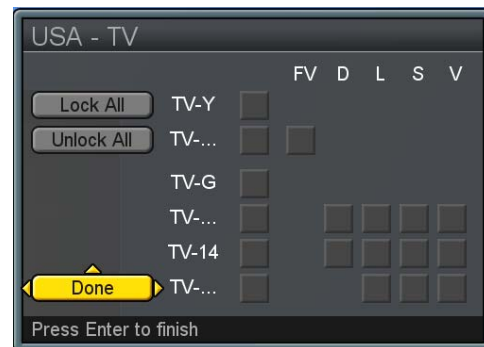 USA - TV
FV D L S V
Lock All TV-Y
Unlock All TV-...
TV-G
TV-...
TV-14
Done TV-...
Press Enter to finish